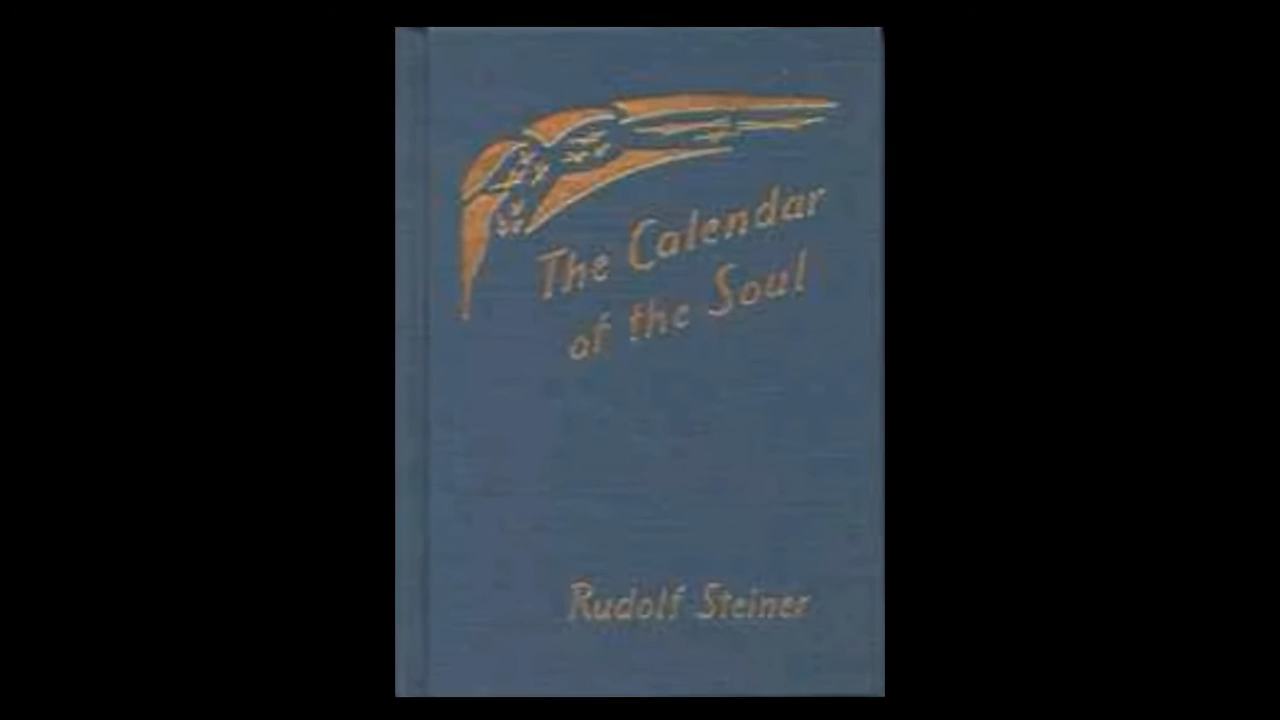 The Calendar
of the Soul
Rudolf Steiner